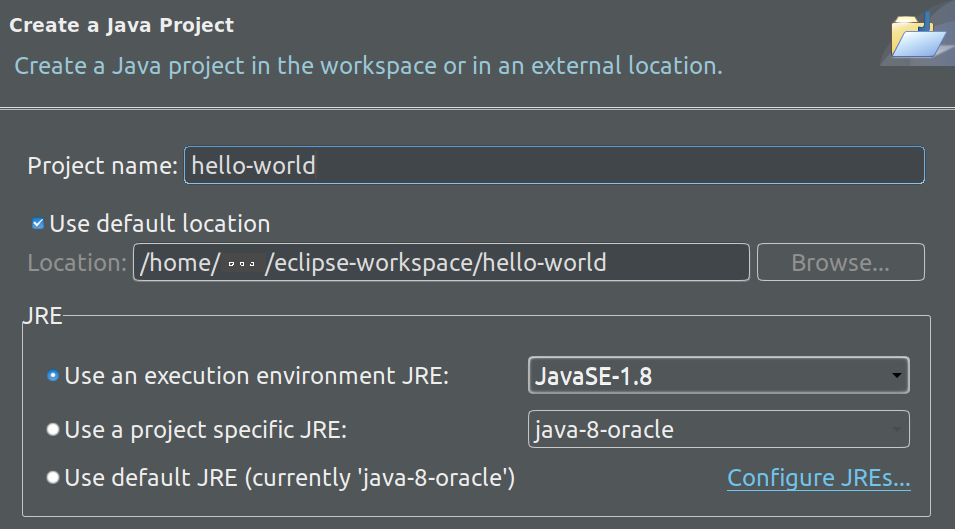 Create a Java Project
Create a Java project in the workspace or in an external location.
Project name: hello-world
Use default location
Location: /home/ ... /eclipse-workspace/hello-world Browse...
JRE
Use an execution environment JRE: JavaSE-1.8
Use a project specific JRE: java-8-oracle
Use default JRE (currently 'java-8-oracle') Configure JREs...